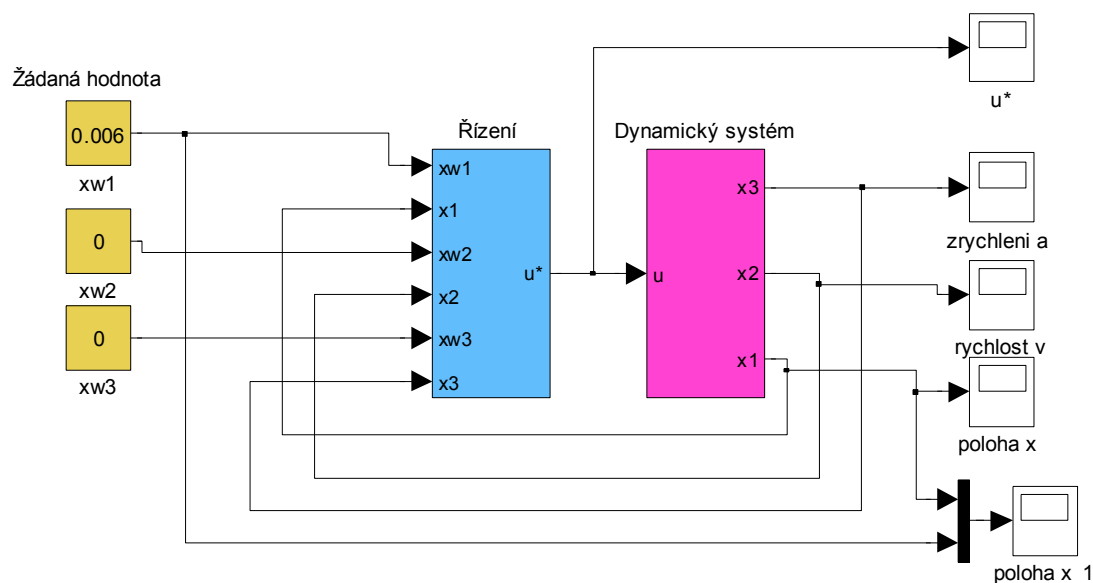 Žádaná hodnota
0.006
xw1
0
xw2
0
xw3
Řízení
xw1
x1
xw2
x2
xw3
x3
u*
Dynamický systém
u
x3
x2
x1
u*
zrychleni a
rychlost v
poloha x
poloha x 1